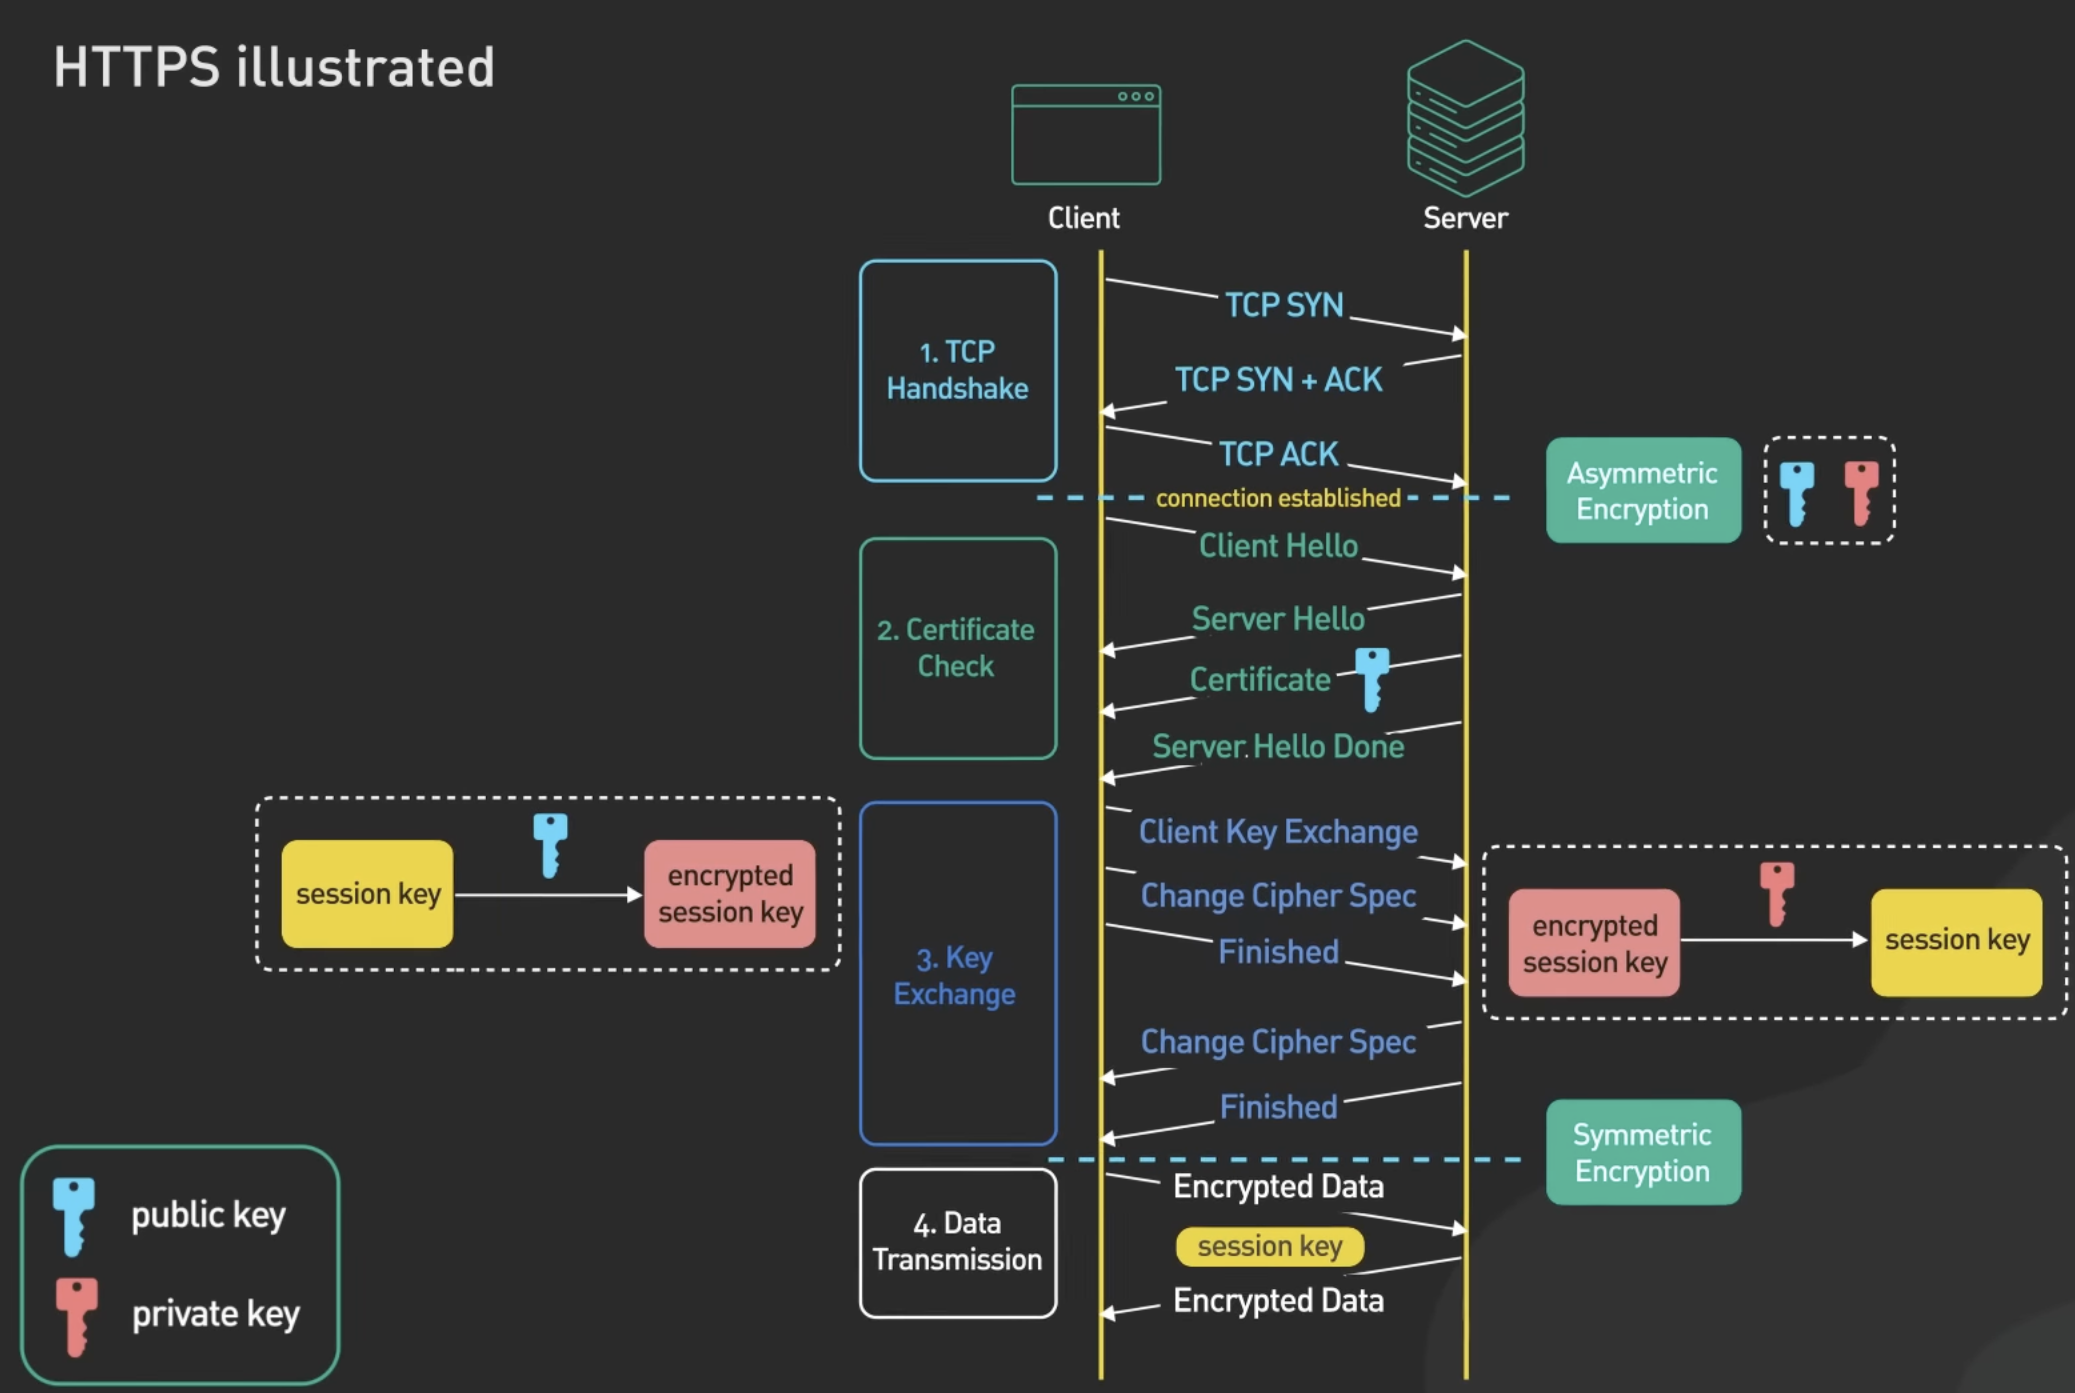 HTTPS illustrated
Client
Server
1. TCP
Handshake
TCP SYN
TCP SYN + ACK
TCP ACK
connection established
Asymmetric
Encryption
2. Certificate
Check
Client Hello
Server Hello
Certificate
Server Hello Done
session key
encrypted
session key
3. Key
Exchange
Client Key Exchange
Change Cipher Spec
Finished
Change Cipher Spec
Finished
encrypted
session key
session key
Symmetric
Encryption
4. Data
Transmission
Encrypted Data
session key
Encrypted Data
public key
private key